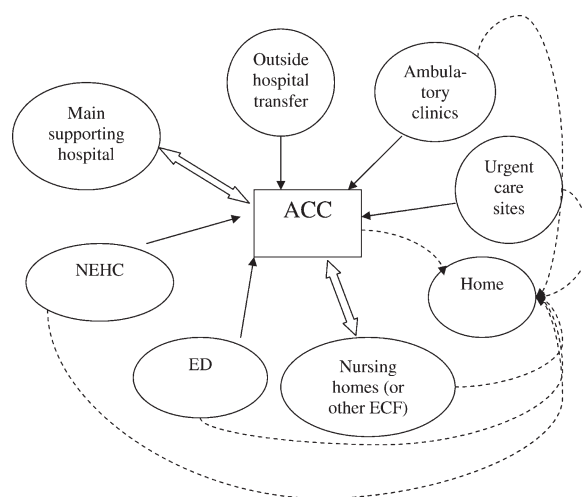 Outside
hospital
transfer
Ambula-
tory
clinics
Main
supporting
hospital
Urgent
care
sites
ACC
NEHC
Home
ED
Nursing
homes (or
other ECF)